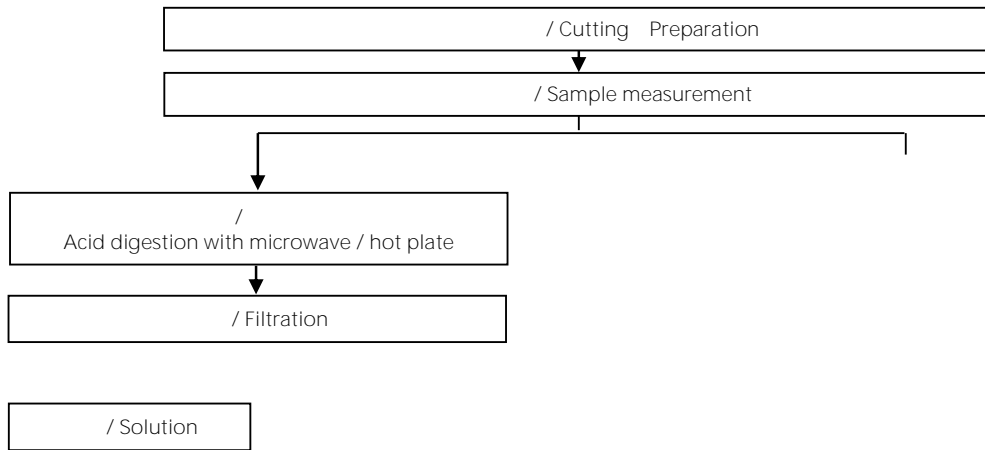 / Cutting Preparation
/ Sample measurement
/
Acid digestion with microwave / hot plate
/ Filtration
/ Solution